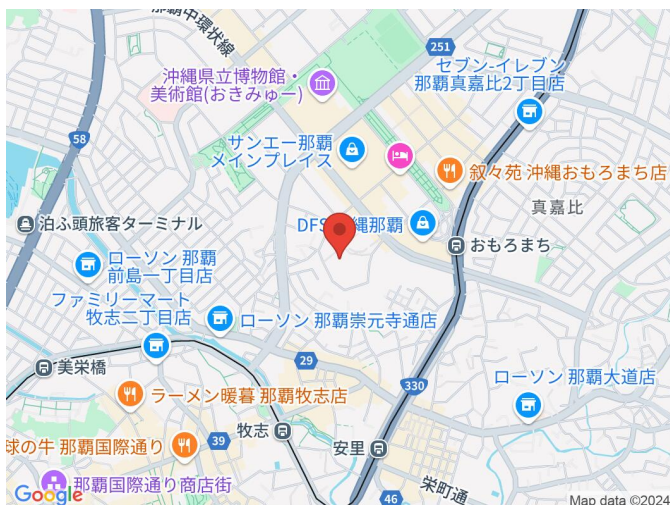 那覇中環状線
251
セブン-イレブン
那覇真嘉比2丁目店
沖縄県立博物館・
美術館(おきみゅー)
58
サンエー那覇
メインプレイス
叙々苑 沖縄おもろまち店
真嘉比
泊ふ頭旅客ターミナル
DFS
縄那覇
おもろまち
ローソン 那覇
前島一丁目店
ファミリーマート
牧志二丁目店
ローソン 那覇崇元寺通店
29
美栄橋
330
ローソン 那覇大道店
ラーメン暖暮 那覇牧志店
牧志
39
安里
球の牛 那覇国際通り
栄町通
那覇国際通り商店街
46
Google
Map data ©2024